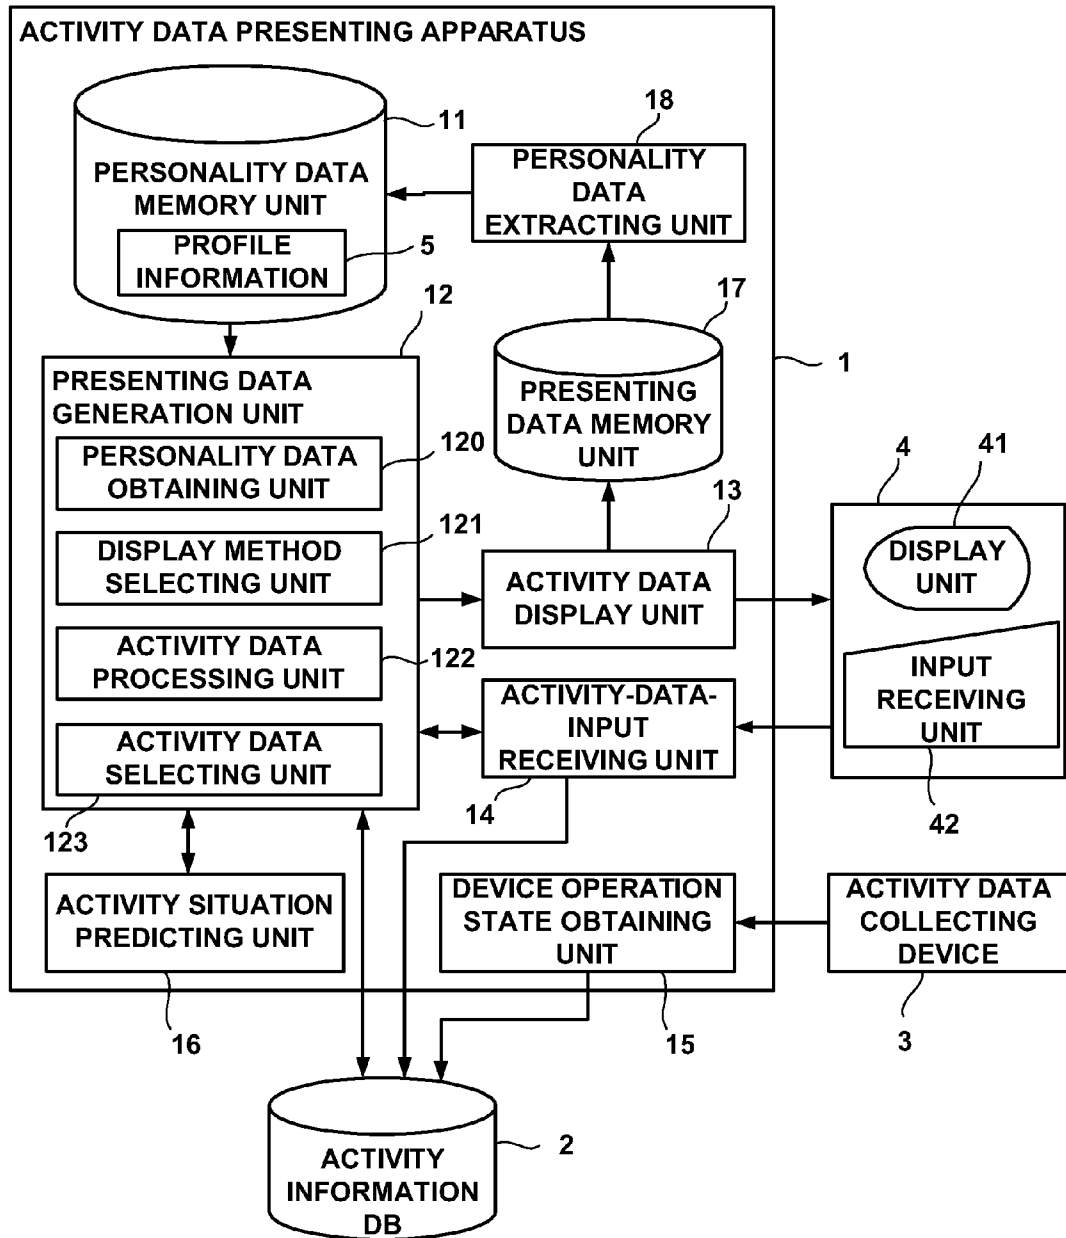 ACTIVITY DATA PRESENTING APPARATUS
11
PERSONALITY DATA
MEMORY UNIT
PROFILE
INFORMATION
5
18
PERSONALITY
DATA
EXTRACTING UNIT
17
PRESENTING
DATA MEMORY
UNIT
1
12
PRESENTING DATA
GENERATION UNIT
PERSONALITY DATA
OBTAINING UNIT
120
DISPLAY METHOD
SELECTING UNIT
121
ACTIVITY DATA
PROCESSING UNIT
122
ACTIVITY DATA
SELECTING UNIT
123
13
ACTIVITY DATA
DISPLAY UNIT
ACTIVITY-DATA-
INPUT
RECEIVING UNIT
14
4
41
DISPLAY
UNIT
INPUT
RECEIVING
UNIT
42
ACTIVITY SITUATION
PREDICTING UNIT
16
DEVICE OPERATION
STATE OBTAINING
UNIT
15
ACTIVITY DATA
COLLECTING
DEVICE
3
ACTIVITY
INFORMATION
DB
2